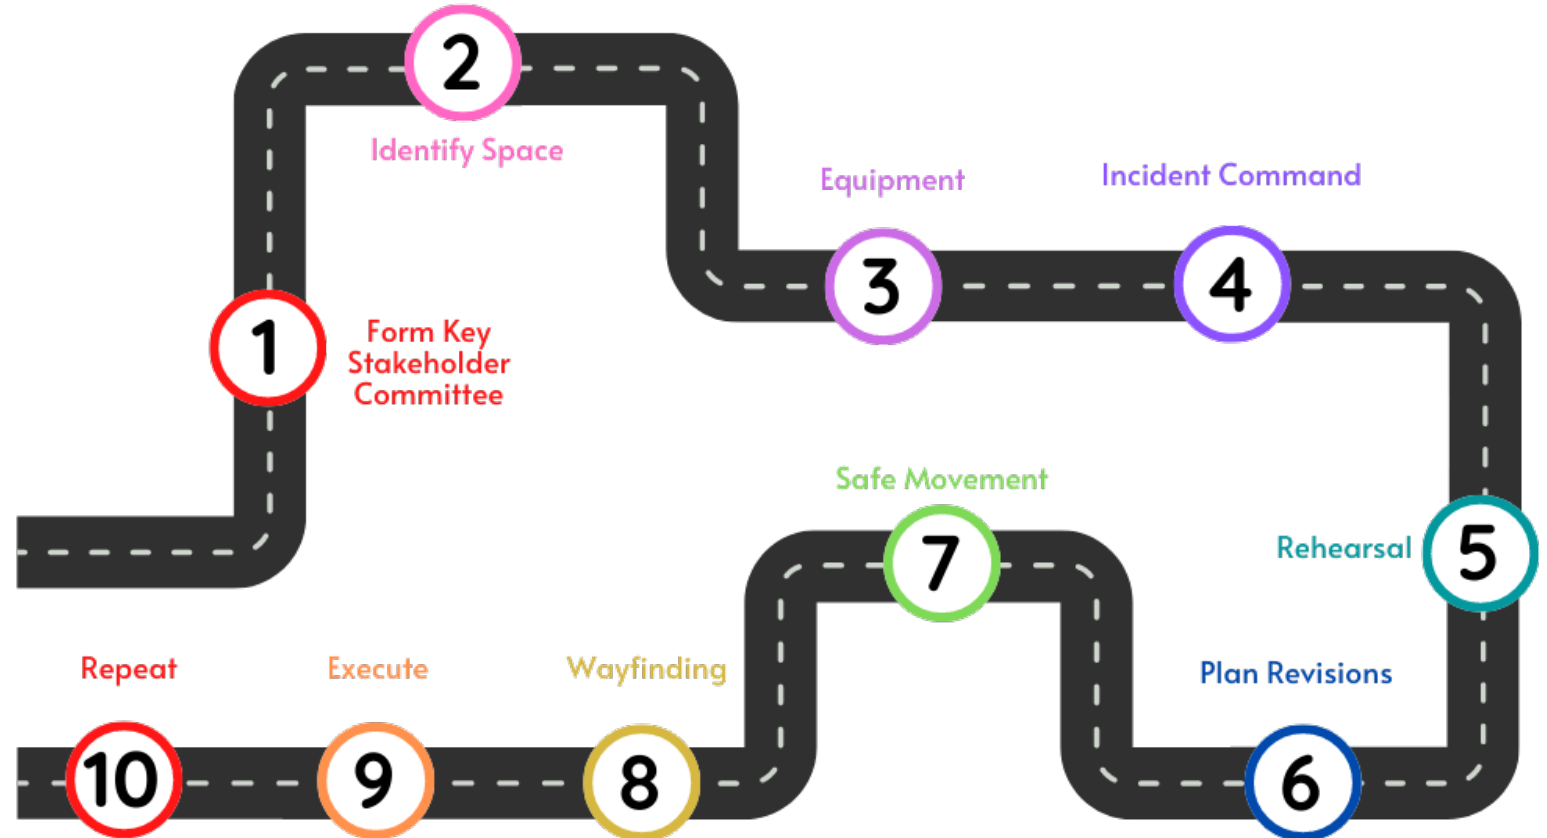 1
Form Key
Stakeholder
Committee
2
Identify Space
3
Equipment
4
Incident Command
5
Rehearsal
6
Plan Revisions
7
Safe Movement
8
Wayfinding
9
Execute
10
Repeat